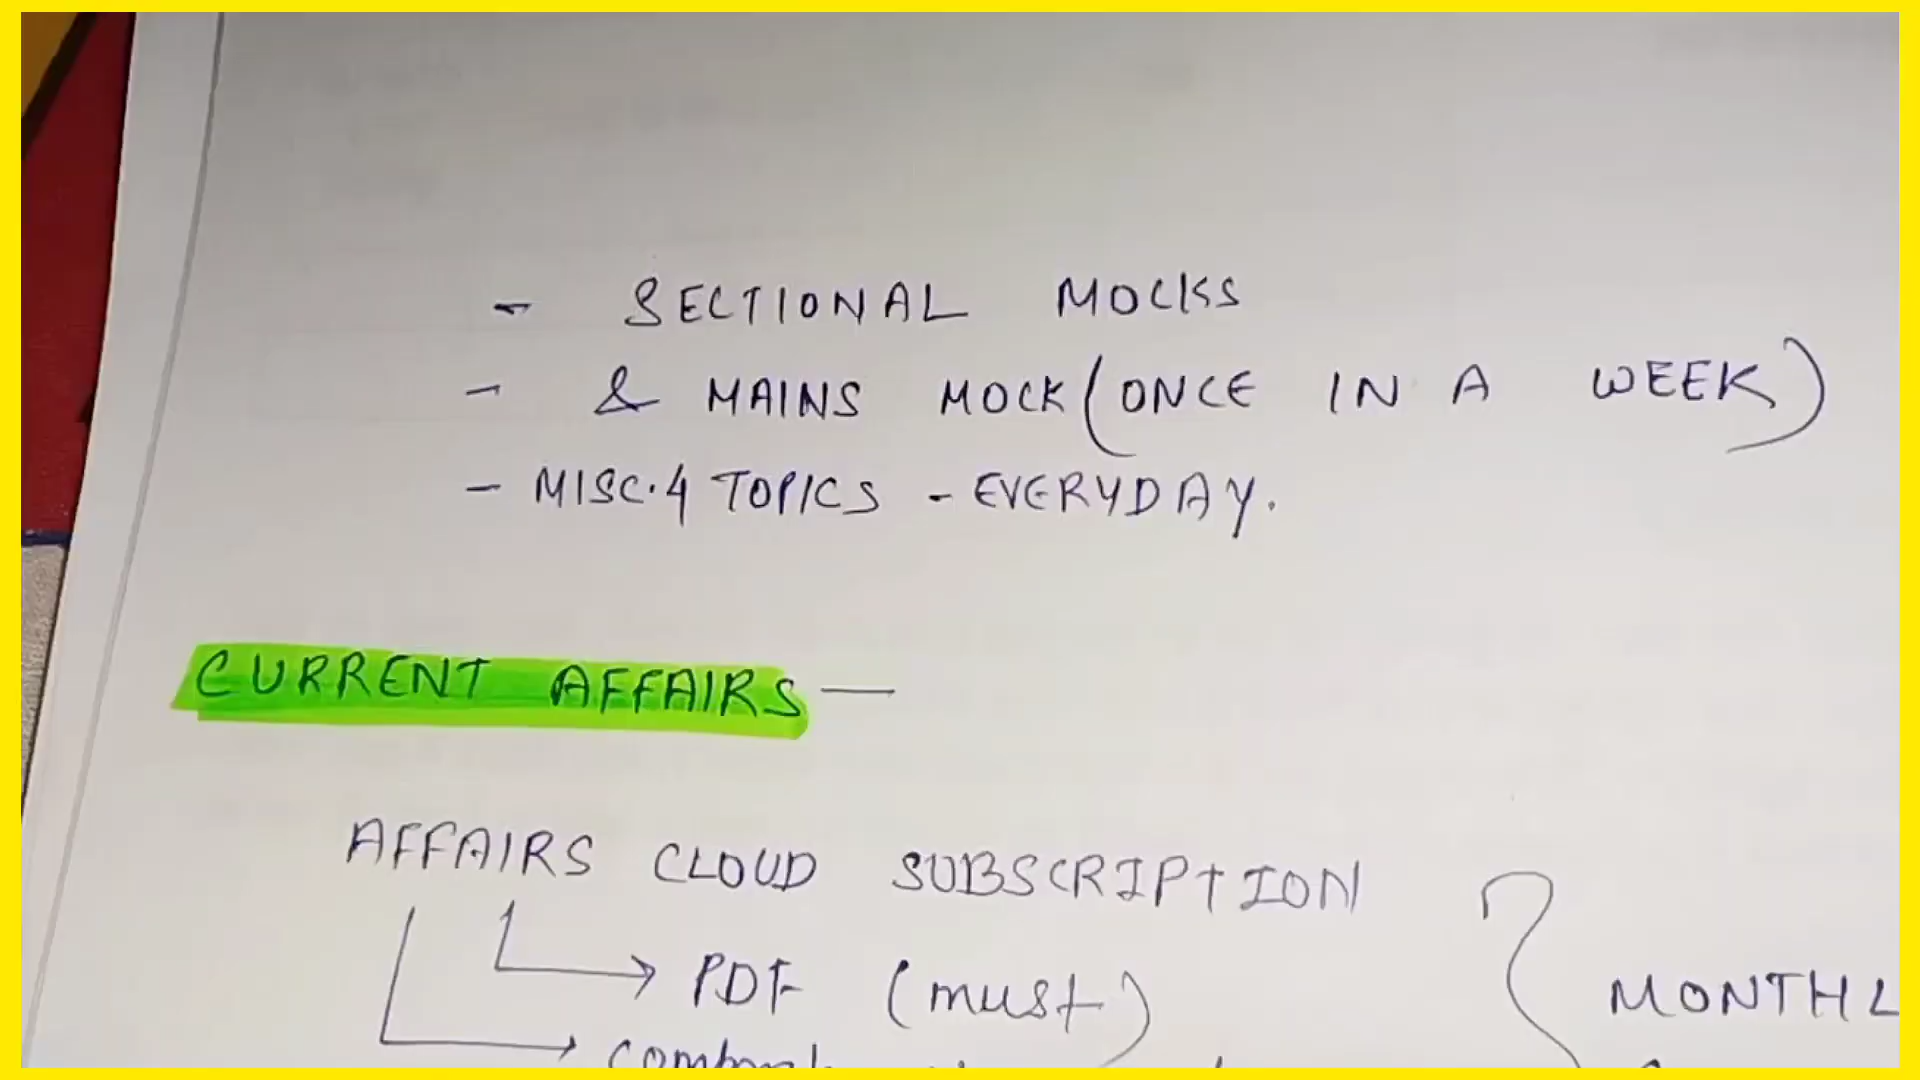 - SECTIONAL MOCKS
- & MAINS MOCK (ONCE IN A WEEK)
- MISC. 4 TOPICS - EVERYDAY.
CURRENT AFFAIRS —
AFFAIRS CLOUD SUBSCRIPTION
→ PDF (must)
MONTHL